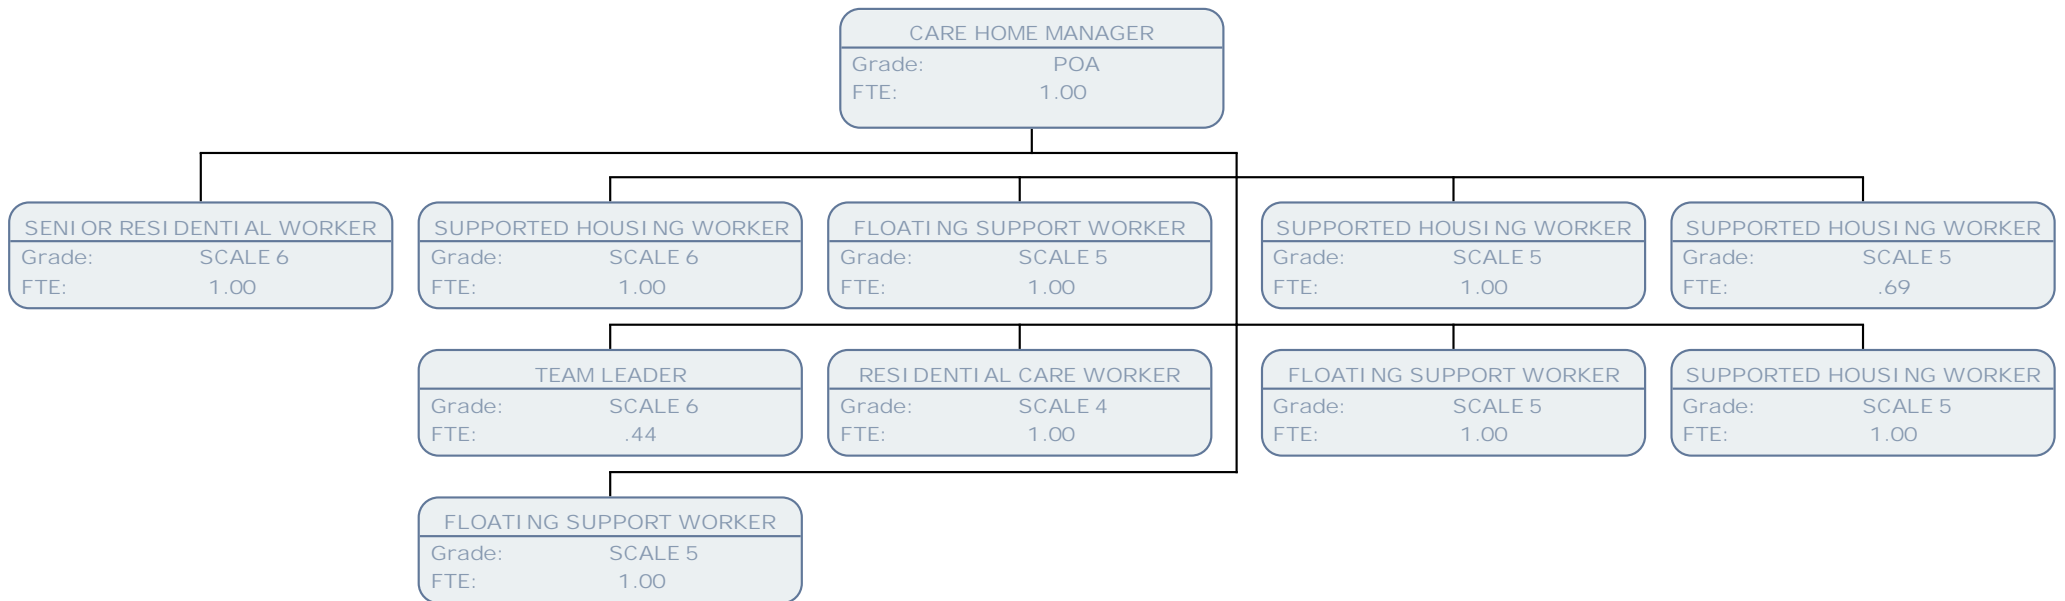 CARE HOME MANAGER
Grade: POA
FTE: 1.00
SENIOR RESIDENTIAL WORKER
Grade: SCALE 6
FTE: 1.00
SUPPORTED HOUSING WORKER
Grade: SCALE 6
FTE: 1.00
FLOATING SUPPORT WORKER
Grade: SCALE 5
FTE: 1.00
SUPPORTED HOUSING WORKER
Grade: SCALE 5
FTE: 1.00
SUPPORTED HOUSING WORKER
Grade: SCALE 5
FTE: .69
TEAM LEADER
Grade: SCALE 6
FTE: .44
RESIDENTIAL CARE WORKER
Grade: SCALE 4
FTE: 1.00
FLOATING SUPPORT WORKER
Grade: SCALE 5
FTE: 1.00
SUPPORTED HOUSING WORKER
Grade: SCALE 5
FTE: 1.00
FLOATING SUPPORT WORKER
Grade: SCALE 5
FTE: 1.00